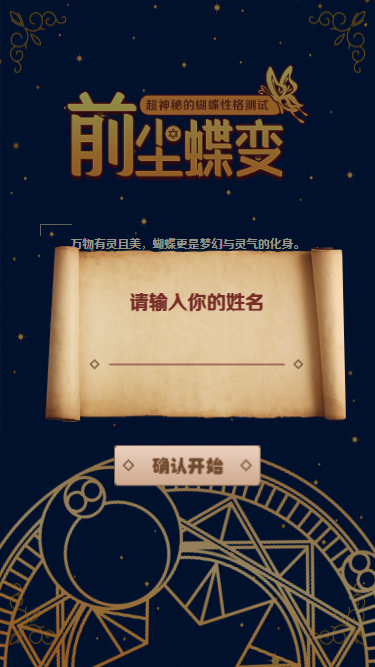 超神秘的蝴蝶性格测试
前尘蝶变
万物有灵且美，蝴蝶更是梦幻与灵气的化身。
请输入你的姓名
确认开始